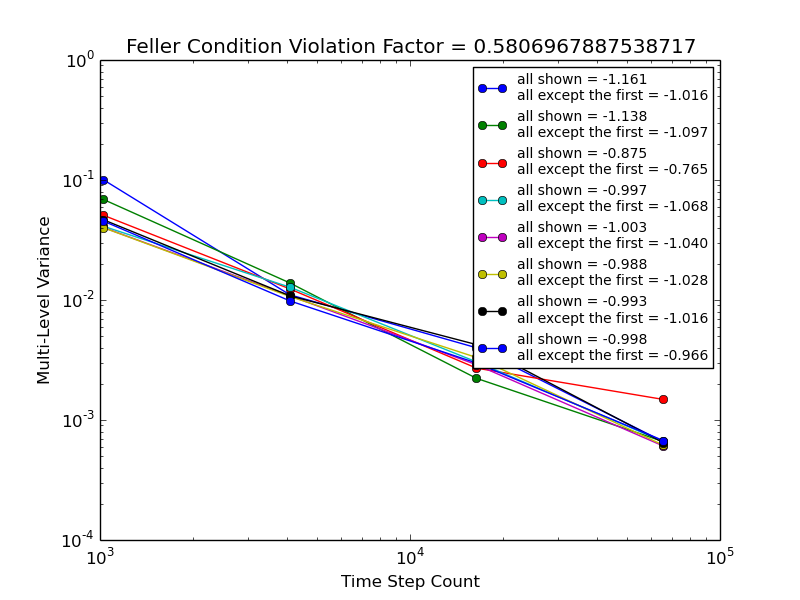 Feller Condition Violation Factor = 0.5806967887538717
10^0
10^-1
10^-2
10^-3
10^-4
Multi-Level Variance
all shown = -1.161
all except the first = -1.016
all shown = -1.138
all except the first = -1.097
all shown = -0.875
all except the first = -0.765
all shown = -0.997
all except the first = -1.068
all shown = -1.003
all except the first = -1.040
all shown = -0.988
all except the first = -1.028
all shown = -0.993
all except the first = -1.016
all shown = -0.998
all except the first = -0.966
10^3
10^4
10^5
Time Step Count